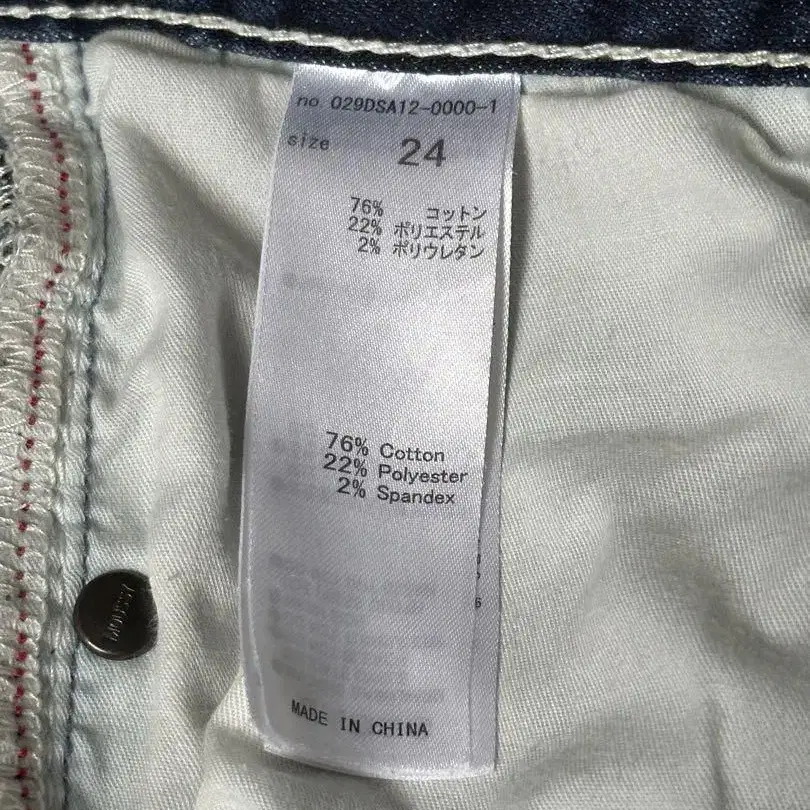 no 029DSA12-0000-1
size 24
76% コットン
22% ポリエステル
2% ポリウレタン
76% Cotton
22% Polyester
2% Spandex
MADE IN CHINA
MOUSSY